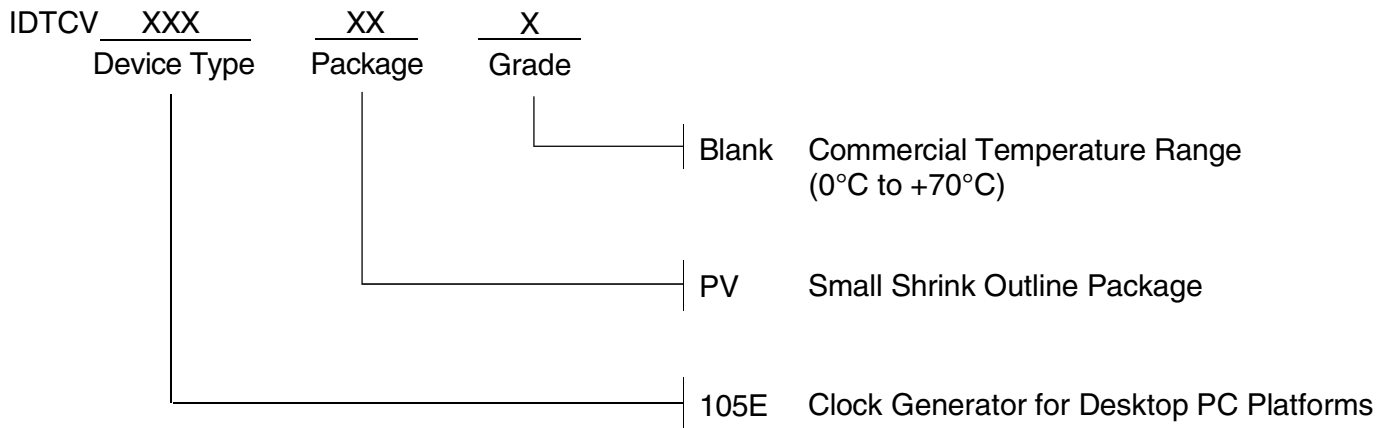 IDTCV XXX XX X
Device Type Package Grade
Blank Commercial Temperature Range
(0°C to +70°C)
PV Small Shrink Outline Package
105E Clock Generator for Desktop PC Platforms